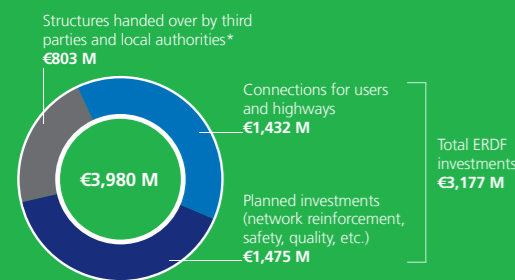 Structures handed over by third
parties and local authorities*
€803 M
Connections for users
and highways
€1,432 M
€3,980 M
Total ERDF
investments
€3,177 M
Planned investments
(network reinforcement,
safety, quality, etc.)
€1,475 M